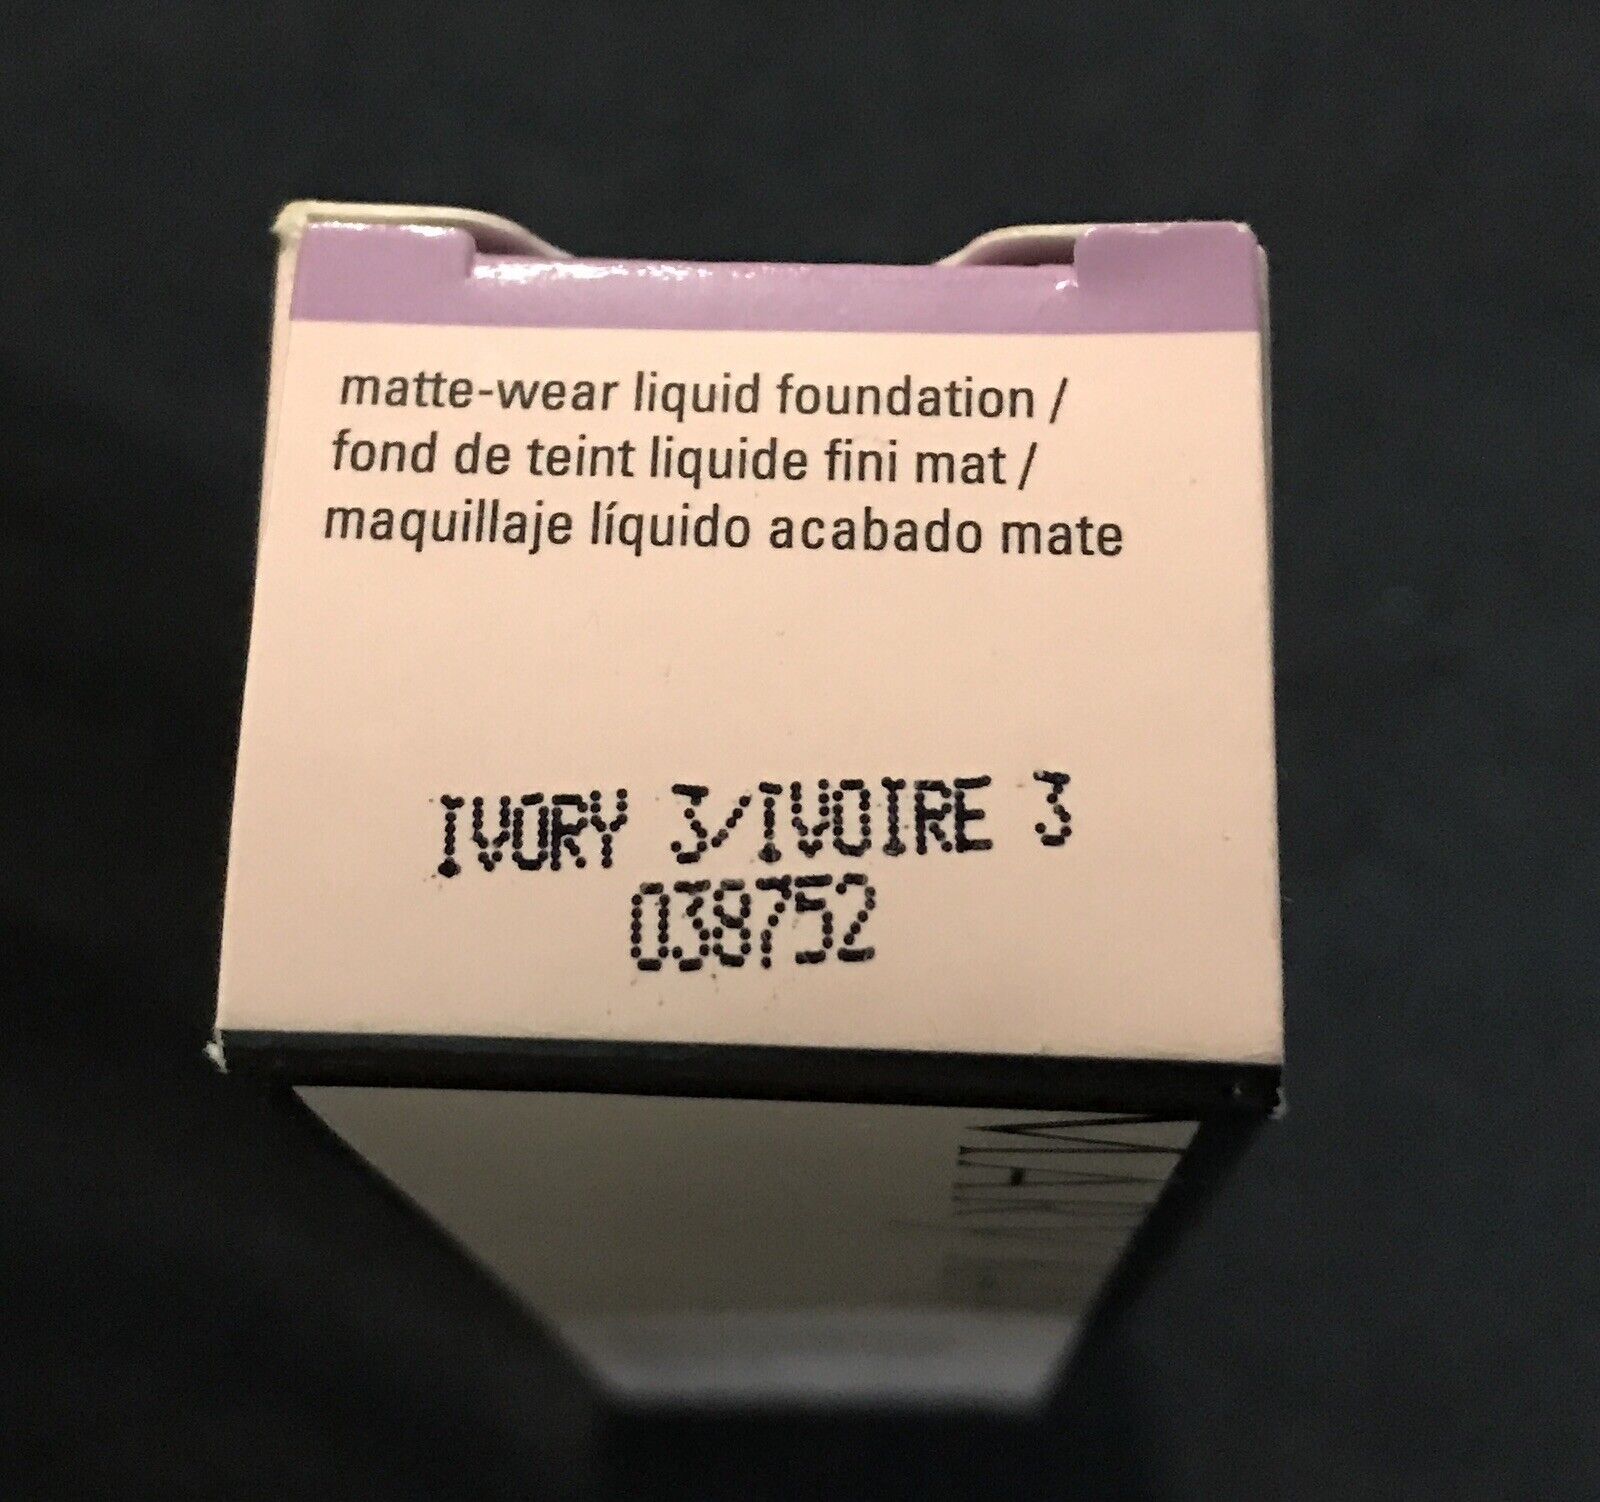 matte-wear liquid foundation /
fond de teint liquide fini mat /
maquillaje líquido acabado mate
IVORY 3/IVOIRE 3
038752